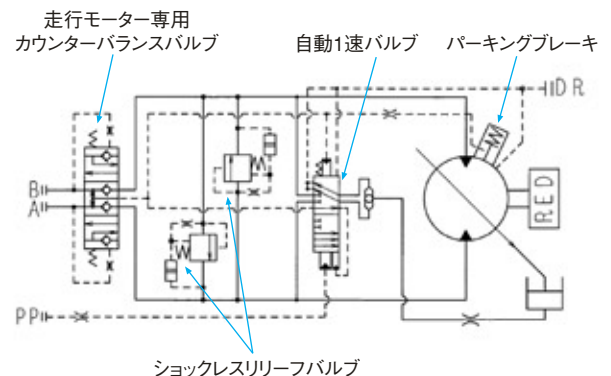 走行モーター専用
カウンターバランスバルブ
自動1速バルブ
パーキングブレーキ
DR
B
A
RED
PP
ショックレスリリーフバルブ